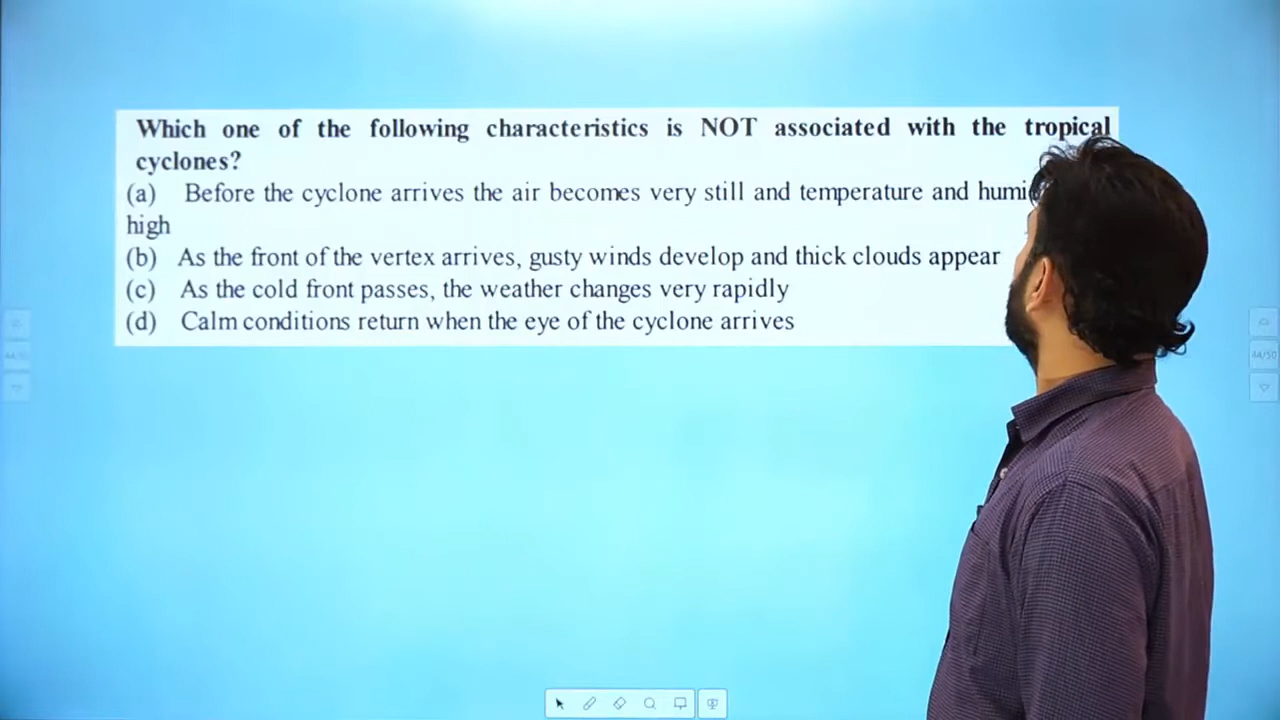 Which one of the following characteristics is NOT associated with the tropical
cyclones?
(a) Before the cyclone arrives the air becomes very still and temperature and
high
(b) As the front of the vertex arrives, gusty winds develop and thick clouds appear
(c) As the cold front passes, the weather changes very rapidly
(d) Calm conditions return when the eye of the cyclone arrives
44/50